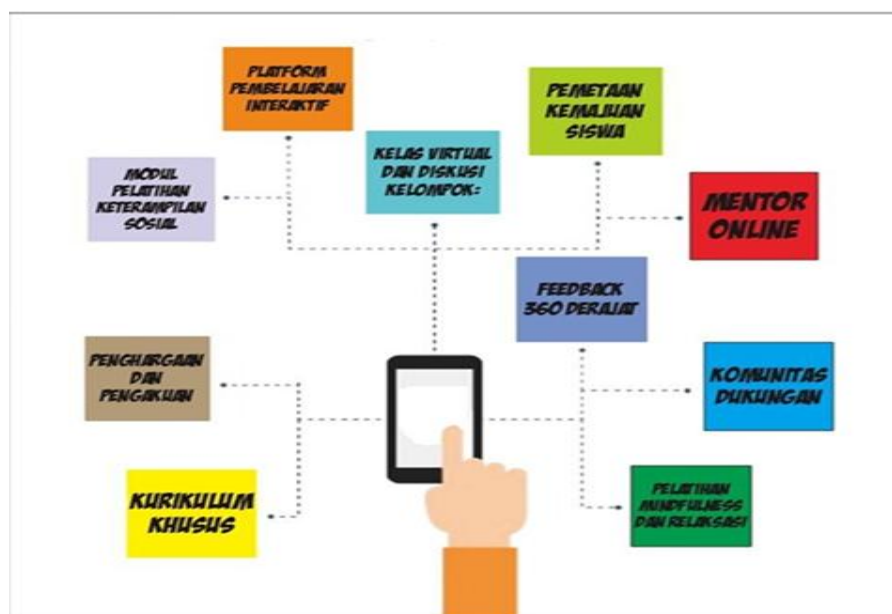 PLATFORM
PEMBELAJARAN
INTERAKTIF
PEMETAAN
KEMAJUAN
SISWA
KELAS VIRTUAL
DAN DISKUSI
KELOMPOK:
MODUL
PELATIHAN
KETERAMPILAN
SOSIAL
MENTOR
ONLINE
FEEDBACK
360 DERAJAT
PENGHARGAAN
DAN
PENGAKUAN
KOMUNITAS
DUKUNGAN
KURIKULUM
KHUSUS
PELATIHAN
MINDFULNESS
DAN RELAKSASI